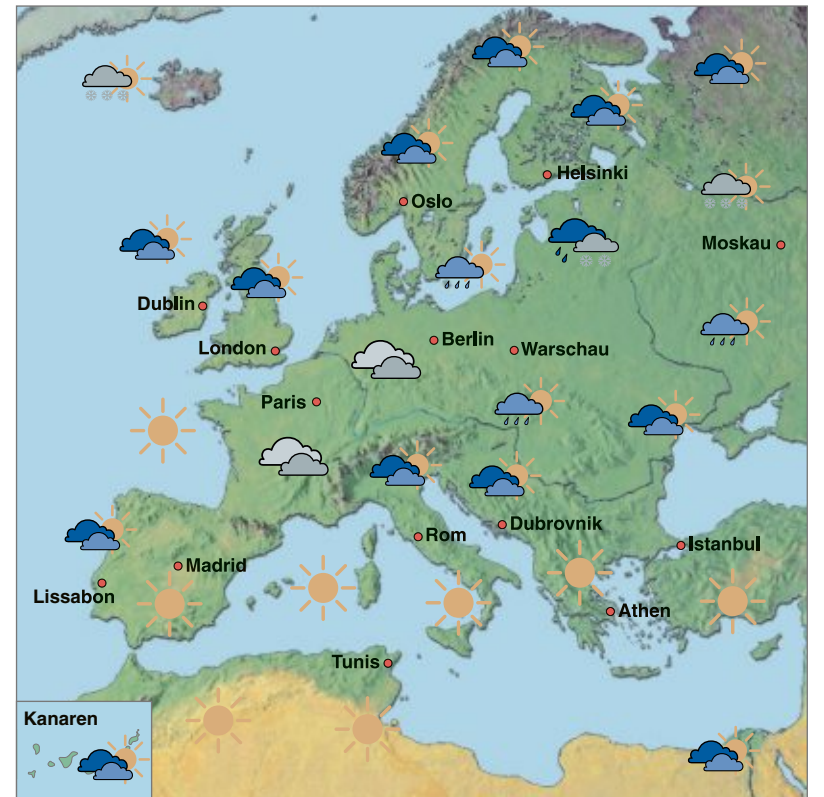 Helsinki
Oslo
Moskau
Dublin
London
Berlin
Warschau
Paris
Dubrovnik
Rom
Istanbul
Madrid
Lissabon
Athen
Tunis
Kanaren